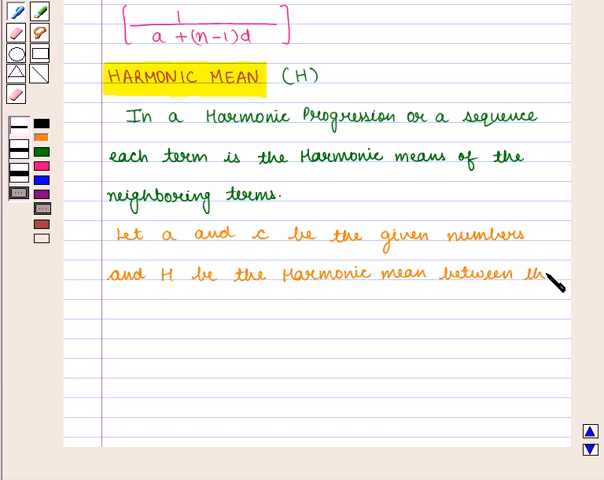 [1 / a + (n - 1) d]
HARMONIC MEAN (H)
In a Harmonic Progression or a sequence
each term is the Harmonic means of the
neighboring terms.
Let a and c be the given numbers
and H be the Harmonic mean between th